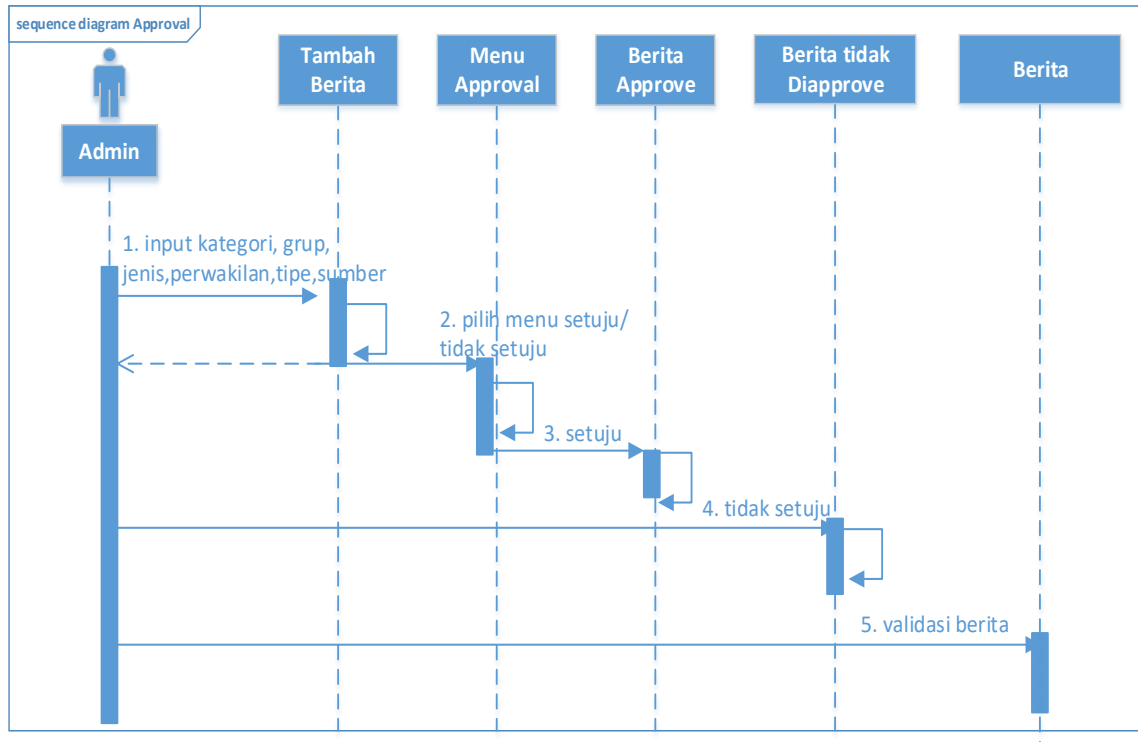 sequence diagram Approval
Admin
Tambah
Berita
Menu
Approval
Berita
Approve
Berita tidak
Diapprove
Berita
1. input kategori, grup,
jenis,perwakilan,tipe,sumber
2. pilih menu setuju/
tidak setuju
3. setuju
4. tidak setuju
5. validasi berita